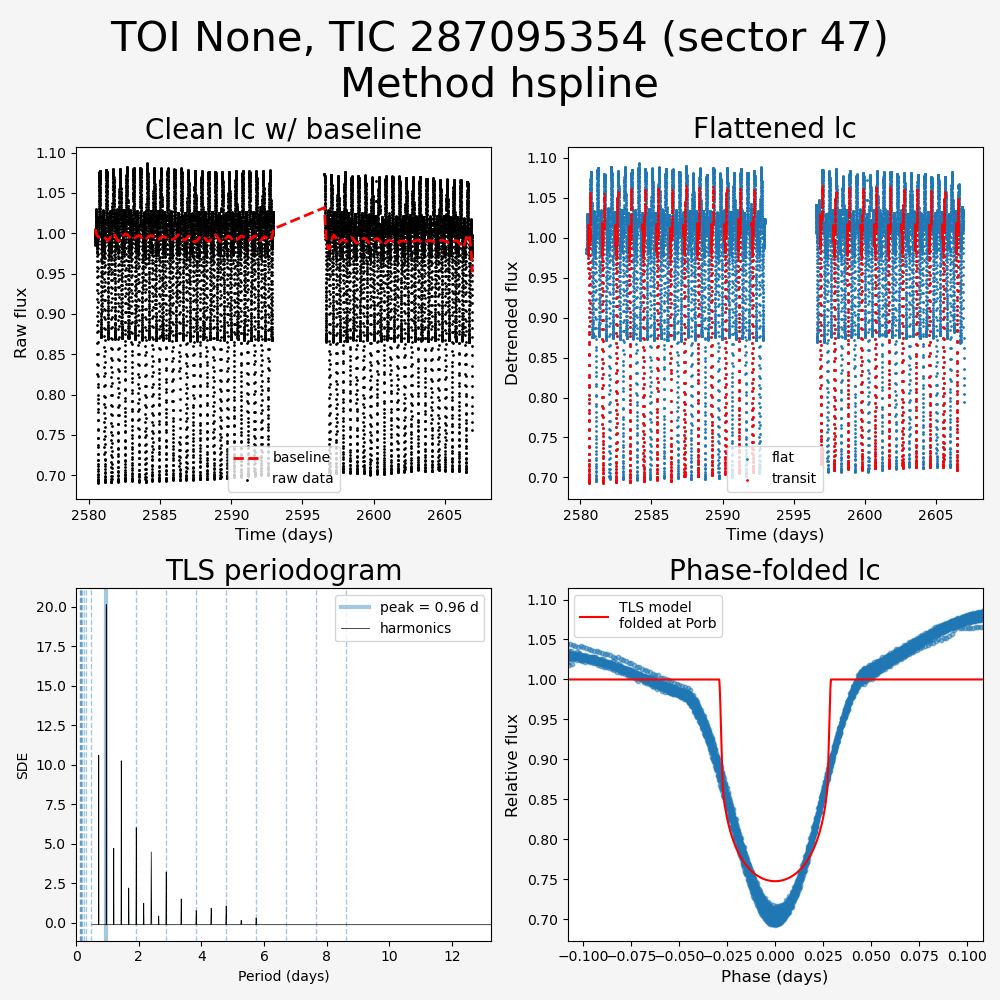 TOI None, TIC 287095354 (sector 47)
Method hspline
Clean lc w/ baseline
Raw flux
1.10
1.05
1.00
0.95
0.90
0.85
0.80
0.75
0.70
baseline
raw data
2580 2585 2590 2595 2600 2605
Time (days)
Flattened lc
Detrended flux
1.10
1.05
1.00
0.95
0.90
0.85
0.80
0.75
0.70
flat
transit
2580 2585 2590 2595 2600 2605
Time (days)
TLS periodogram
SDE
20.0
17.5
15.0
12.5
10.0
7.5
5.0
2.5
0.0
peak = 0.96 d
harmonics
0 2 4 6 8 10 12
Period (days)
Phase-folded lc
Relative flux
1.10
1.05
1.00
0.95
0.90
0.85
0.80
0.75
0.70
TLS model
folded at Porb
−0.100 −0.075 −0.050 −0.025 0.000 0.025 0.050 0.075 0.100
Phase (days)